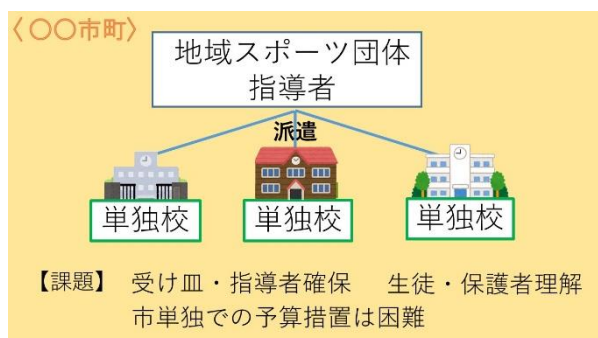 〈〇〇市町〉
地域スポーツ団体
指導者
派遣
単独校 単独校 単独校
【課題】 受け皿・指導者確保 生徒・保護者理解
市単独での予算措置は困難